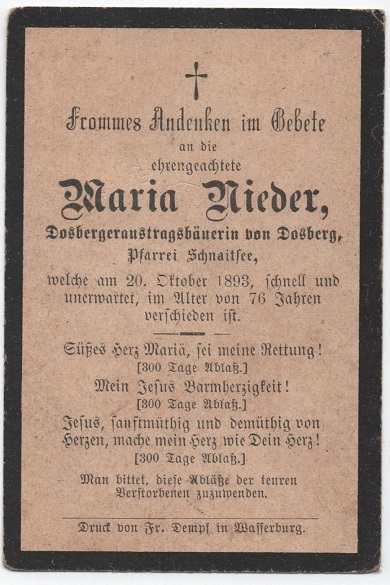 Frommes Andenken im Gebete
an die
ehrengeachtete
Maria Nieder,
Dosbergeraustragsbäuerin von Dosberg,
Pfarrei Schnaitsee,
welche am 20. Oktober 1893, schnell und
unerwartet, im Alter von 76 Jahren
verschieden ist.
Süßes Herz Mariä, sei meine Rettung!
[300 Tage Ablaß.]
Mein Jesus Barmherzigkeit!
[300 Tage Ablaß.]
Jesus, sanftmüthig und demüthig von
Herzen, mache mein Herz wie Dein Herz!
[300 Tage Ablaß.]
Man bittet, diese Abläße der teuren
Verstorbenen zuzuwenden.
Druck von Fr. Dempf in Wasserburg.